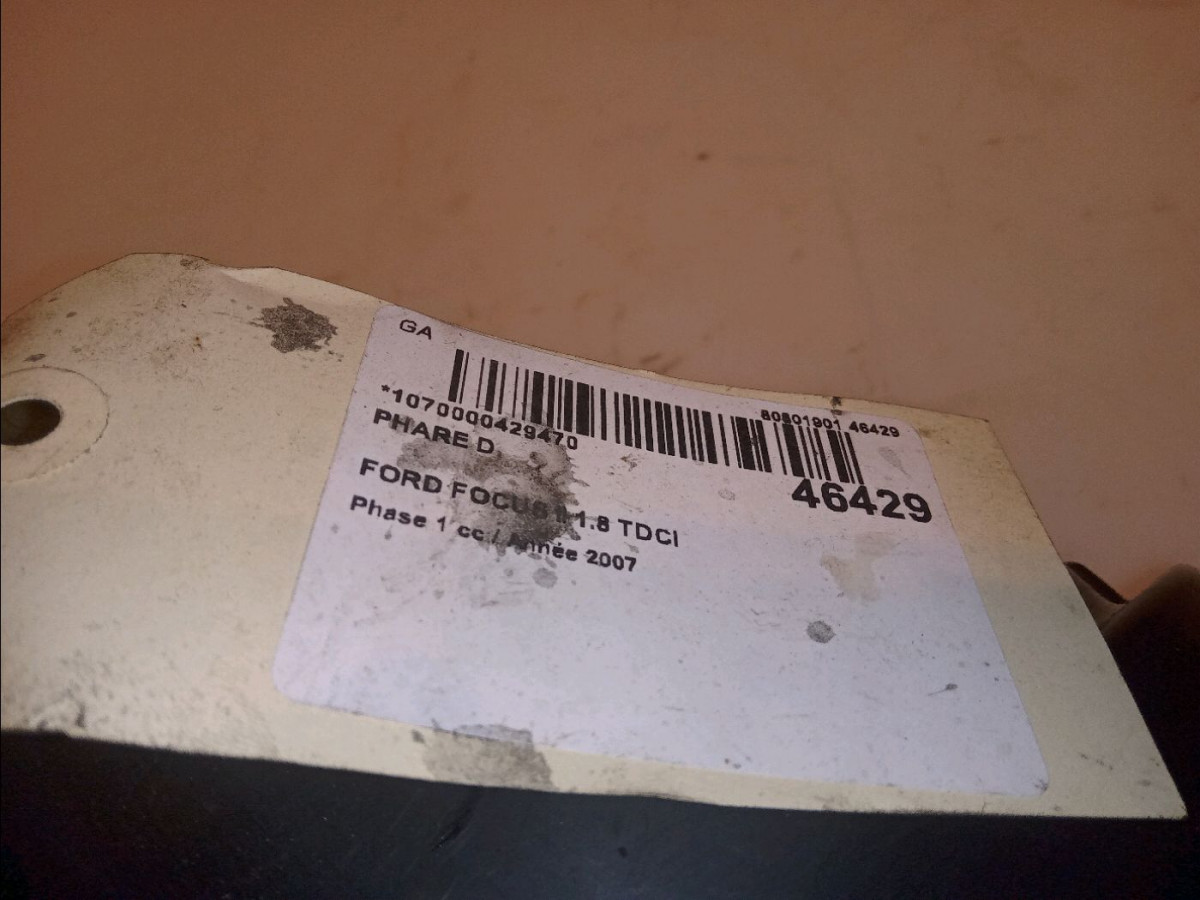 GA
*1070000429470
80801901 46429
PHARE D
46429
FORD FOCUS II 1.8 TDCI
Phase 1 cc / Année 2007